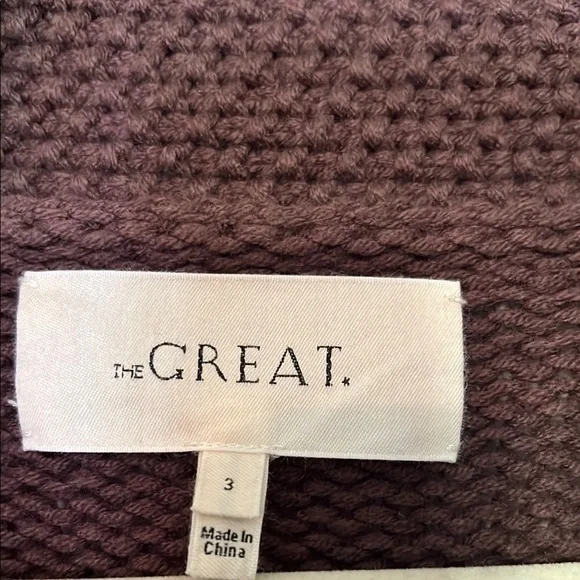 THE GREAT.*
3
Made In
China